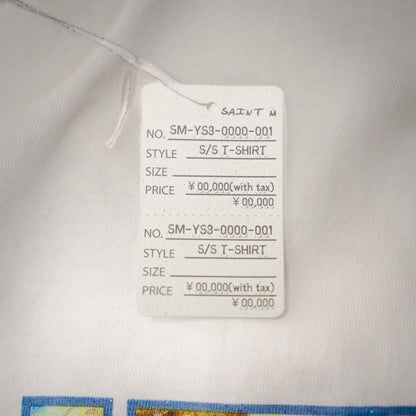 SAINT M
NO. SM-YS3-0000-001
STYLE S/S T-SHIRT
SIZE
PRICE ¥00,000(with tax)
¥00,000
NO. SM-YS3-0000-001
STYLE S/S T-SHIRT
SIZE
PRICE ¥00,000(with tax)
¥00,000